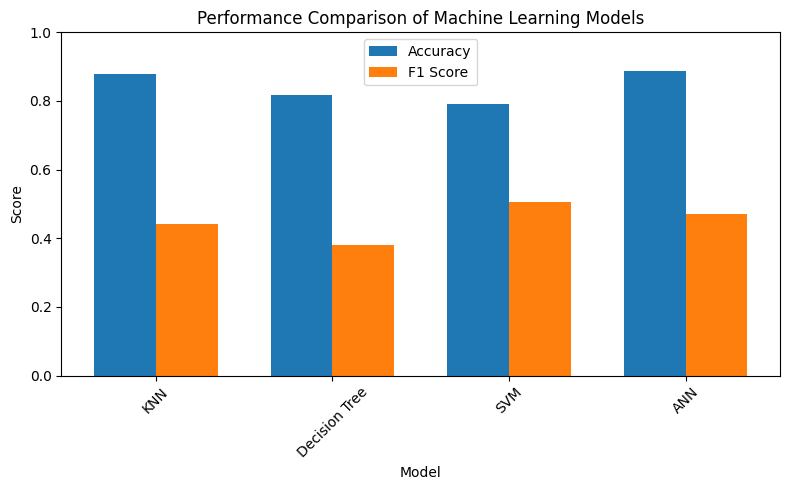 Performance Comparison of Machine Learning Models
Accuracy
F1 Score
Score
1.0
0.8
0.6
0.4
0.2
0.0
KNN
Decision Tree
SVM
ANN
Model